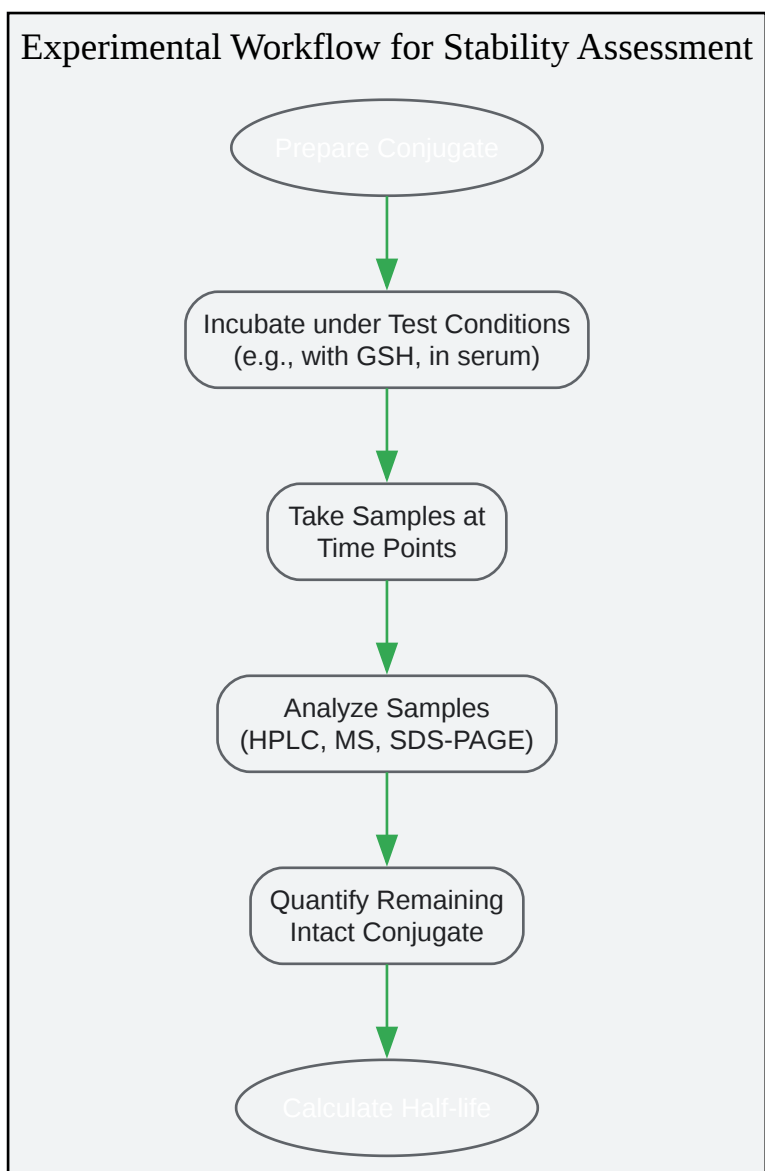 Experimental Workflow for Stability Assessment
Prepare Conjugate
Incubate under Test Conditions
(e.g., with GSH, in serum)
Take Samples at
Time Points
Analyze Samples
(HPLC, MS, SDS-PAGE)
Quantify Remaining
Intact Conjugate
Calculate Half-life